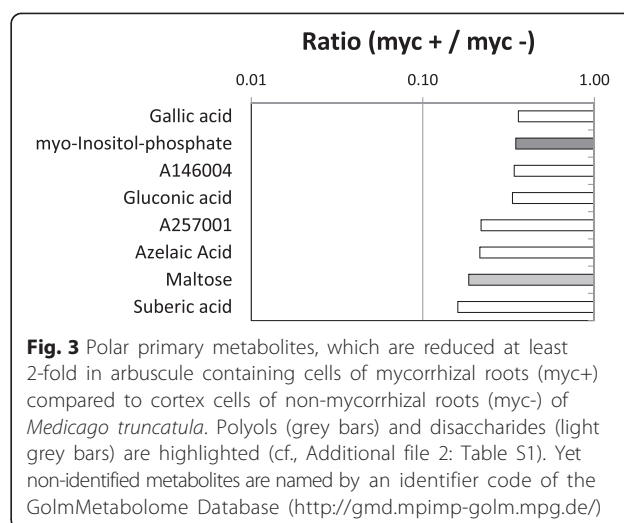 Ratio (myc + / myc -)
0.01 0.10 1.00
Gallic acid
myo-Inositol-phosphate
A146004
Gluconic acid
A257001
Azelaic Acid
Maltose
Suberic acid
Fig. 3 Polar primary metabolites, which are reduced at least
2-fold in arbuscule containing cells of mycorrhizal roots (myc+)
compared to cortex cells of non-mycorrhizal roots (myc-) of
Medicago truncatula. Polyols (grey bars) and disaccharides (light
grey bars) are highlighted (cf., Additional file 2: Table S1). Yet
non-identified metabolites are named by an identifier code of the
GolmMetabolome Database (http://gmd.mpimp-golm.mpg.de/)